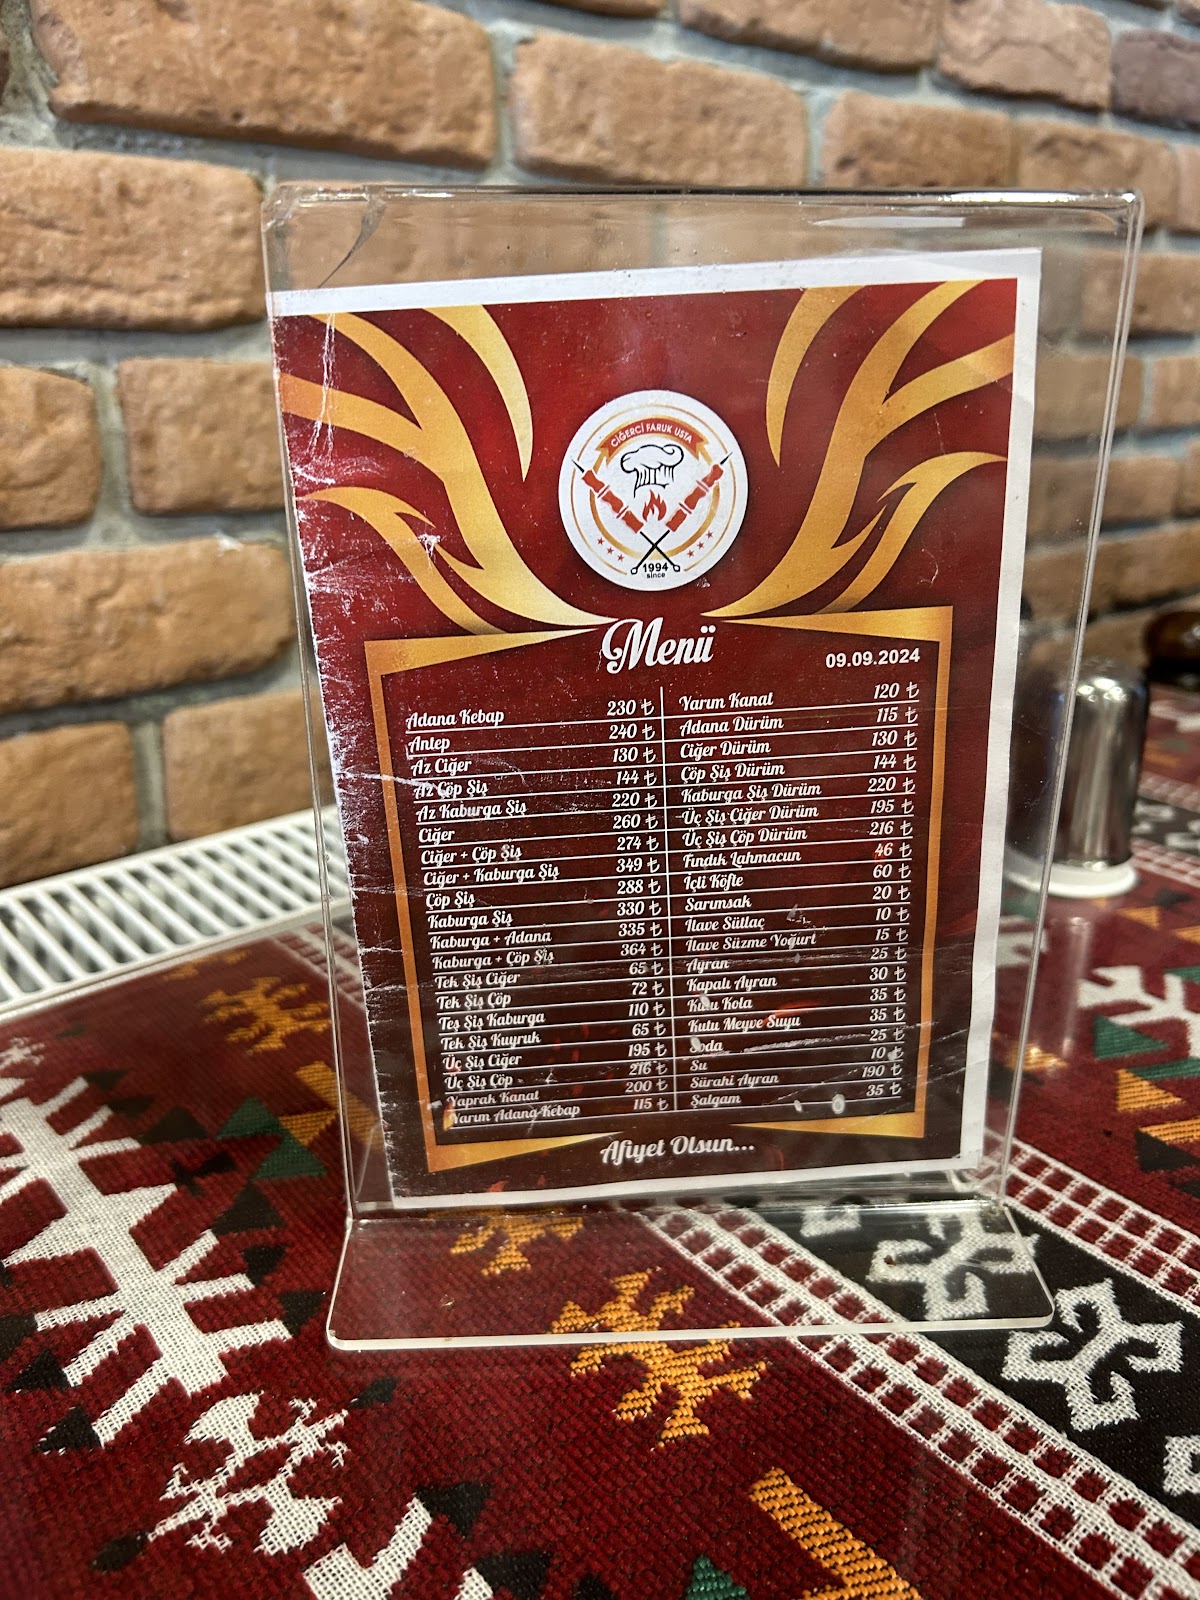 CİĞERCİ FARUK USTA
1994
since
Menü
09.09.2024
Adana Kebap 230 ₺
Antep 240 ₺
Az Ciğer 130 ₺
Az Çöp Şiş 144 ₺
Az Kaburga Şiş 220 ₺
Ciğer 260 ₺
Ciğer + Çöp Şiş 274 ₺
Ciğer + Kaburga Şiş 349 ₺
Çöp Şiş 288 ₺
Kaburga Şiş 330 ₺
Kaburga + Adana 335 ₺
Kaburga + Çöp Şiş 364 ₺
Tek Şiş Ciğer 65 ₺
Tek Şiş Çöp 72 ₺
Teş Şiş Kaburga 110 ₺
Tek Şiş Kuyruk 65 ₺
Üç Şiş Ciğer 195 ₺
Üç Şiş Çöp 216 ₺
Yaprak Kanat 200 ₺
Yarım Adana Kebap 115 ₺
Yarım Kanat 120 ₺
Adana Dürüm 115 ₺
Ciğer Dürüm 130 ₺
Çöp Şiş Dürüm 144 ₺
Kaburga Şiş Dürüm 220 ₺
Üç Şiş Ciğer Dürüm 195 ₺
Üç Şiş Çöp Dürüm 216 ₺
Fındık Lahmacun 46 ₺
İçli Köfte 60 ₺
Sarımsak 20 ₺
İlave Sütlaç 10 ₺
İlave Süzme Yoğurt 15 ₺
Ayran 25 ₺
Kapalı Ayran 30 ₺
Kutu Kola 35 ₺
Kutu Meyve Suyu 35 ₺
Soda 25 ₺
Su 10 ₺
Sürahi Ayran 190 ₺
Şalgam 35 ₺
Afiyet Olsun...